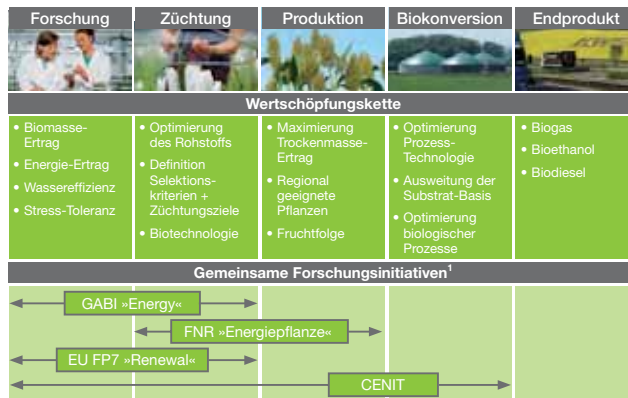 Forschung
Züchtung
Produktion
Biokonversion
Endprodukt
Wertschöpfungskette
• Biomasse-
Ertrag
• Energie-Ertrag
• Wassereffizienz
• Stress-Toleranz
• Optimierung
des Rohstoffs
• Definition
Selektions-
kriterien +
Züchtungsziele
• Biotechnologie
• Maximierung
Trockenmasse-
Ertrag
• Regional
geeignete
Pflanzen
• Fruchtfolge
• Optimierung
Prozess-
Technologie
• Ausweitung der
Substrat-Basis
• Optimierung
biologischer
Prozesse
• Biogas
• Bioethanol
• Biodiesel
Gemeinsame Forschungsinitiativen¹
GABI »Energy«
FNR »Energiepflanze«
EU FP7 »Renewal«
CENIT